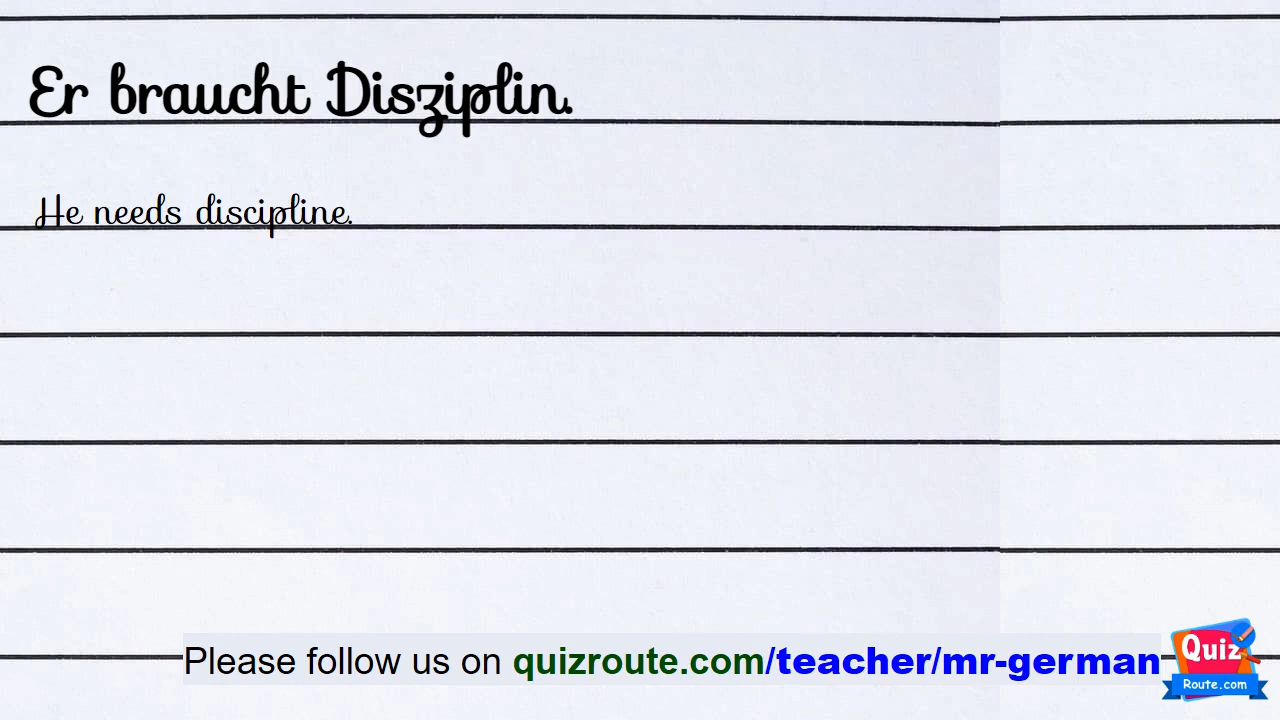 Er braucht Disziplin.
He needs discipline.
Please follow us on quizroute.com/teacher/mr-german
Quiz
Route.com